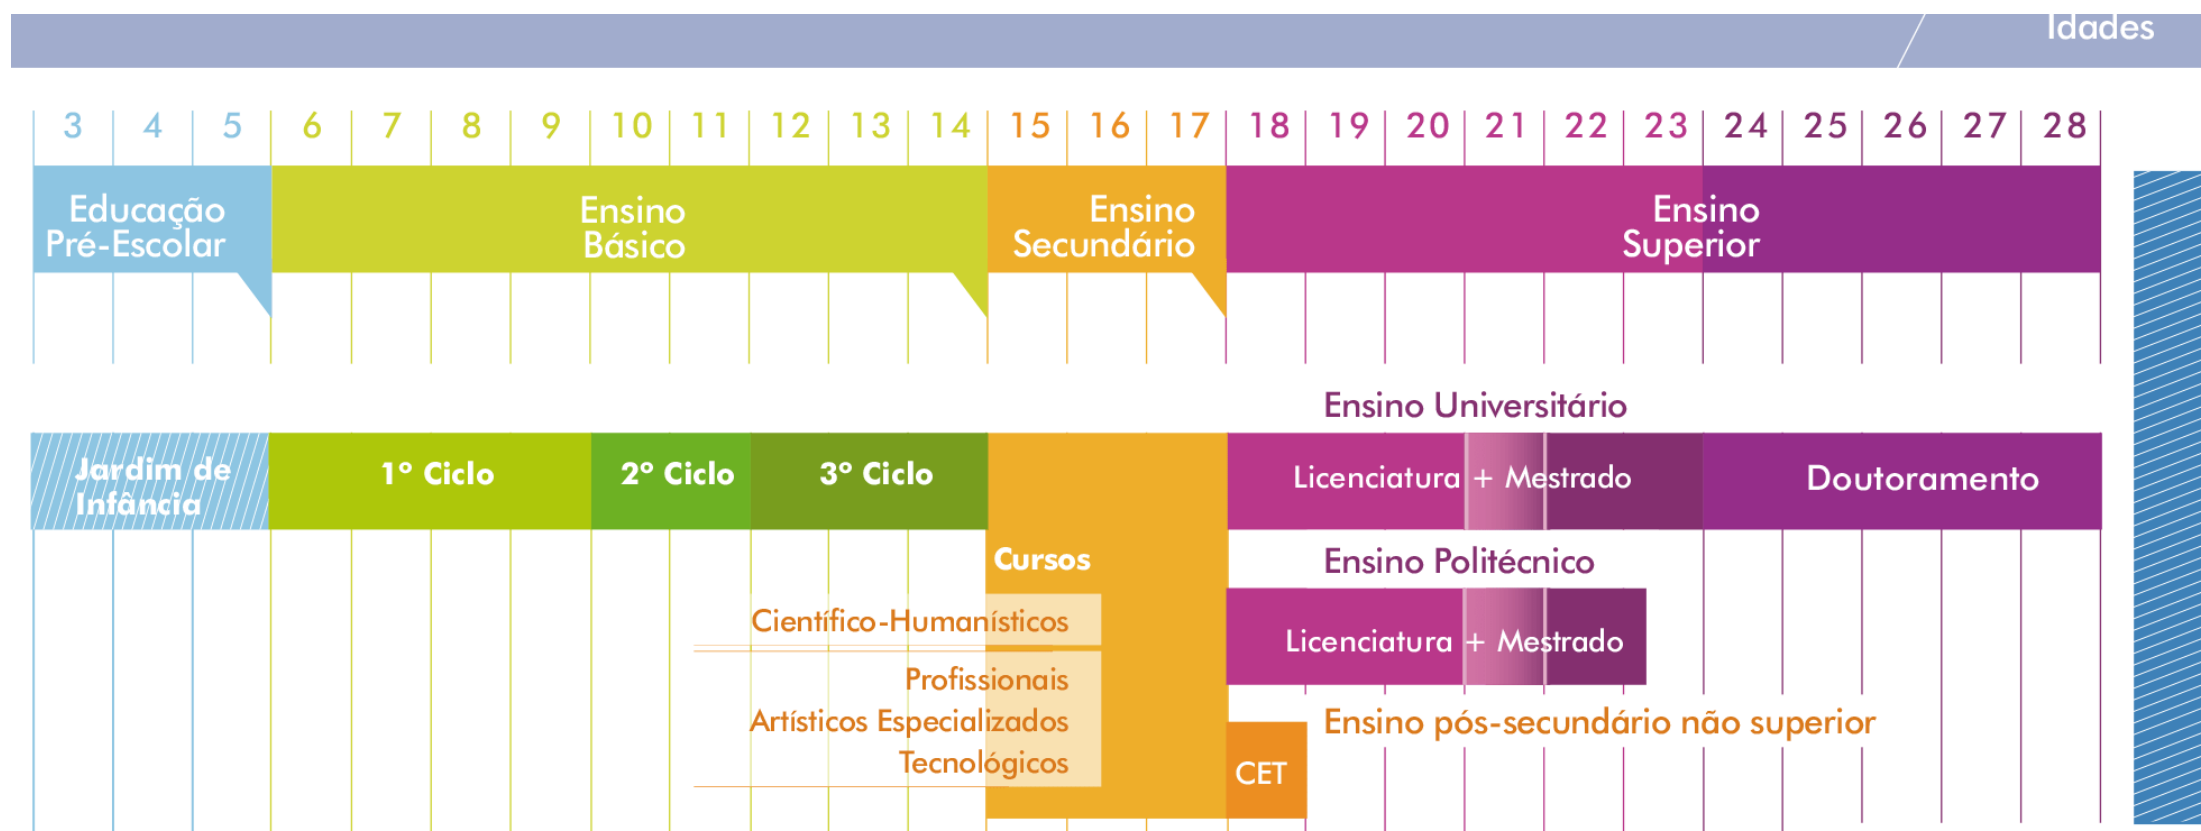 Idades
3 4 5 6 7 8 9 10 11 12 13 14 15 16 17 18 19 20 21 22 23 24 25 26 27 28
Educação
Pré-Escolar
Ensino
Básico
Ensino
Secundário
Ensino
Superior
Ensino Universitário
Jardim de
Infância
1º Ciclo
2º Ciclo
3º Ciclo
Licenciatura + Mestrado
Doutoramento
Cursos
Ensino Politécnico
Científico-Humanísticos
Licenciatura + Mestrado
Profissionais
Artísticos Especializados
Tecnológicos
Ensino pós-secundário não superior
CET